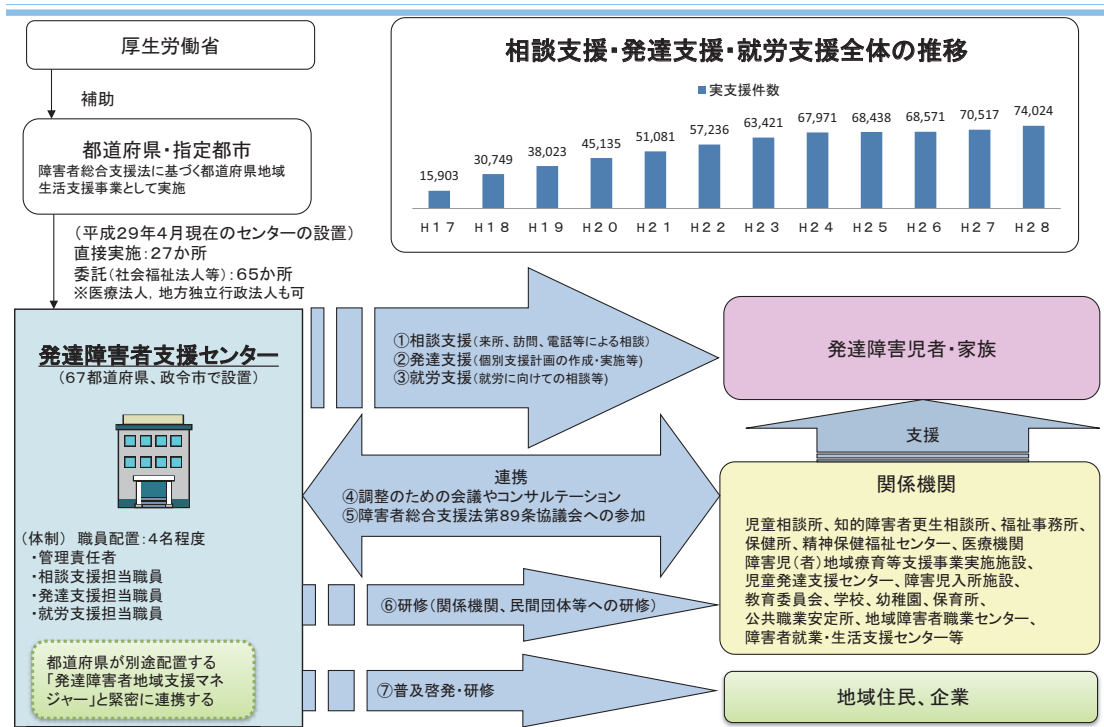 厚生労働省
補助
都道府県・指定都市
障害者総合支援法に基づく都道府県地域
生活支援事業として実施
(平成29年4月現在のセンターの設置)
直接実施:27か所
委託(社会福祉法人等):65か所
※医療法人,地方独立行政法人も可
相談支援・発達支援・就労支援全体の推移
実支援件数
15,903
30,749
38,023
45,135
51,081
57,236
63,421
67,971
68,438
68,571
70,517
74,024
H17
H18
H19
H20
H21
H22
H23
H24
H25
H26
H27
H28
発達障害者支援センター
(67都道府県、政令市で設置)
(体制) 職員配置:4名程度
・管理責任者
・相談支援担当職員
・発達支援担当職員
・就労支援担当職員
都道府県が別途配置する
「発達障害者地域支援マネ
ジャー」と緊密に連携する
①相談支援(来所、訪問、電話等による相談)
②発達支援(個別支援計画の作成・実施等)
③就労支援(就労に向けての相談等)
発達障害児者・家族
支援
連携
④調整のための会議やコンサルテーション
⑤障害者総合支援法第89条協議会への参加
関係機関
児童相談所、知的障害者更生相談所、福祉事務所、
保健所、精神保健福祉センター、医療機関
障害児(者)地域療育等支援事業実施施設、
児童発達支援センター、障害児入所施設、
教育委員会、学校、幼稚園、保育所、
公共職業安定所、地域障害者職業センター、
障害者就業・生活支援センター等
⑥研修(関係機関、民間団体等への研修)
⑦普及啓発・研修
地域住民、企業